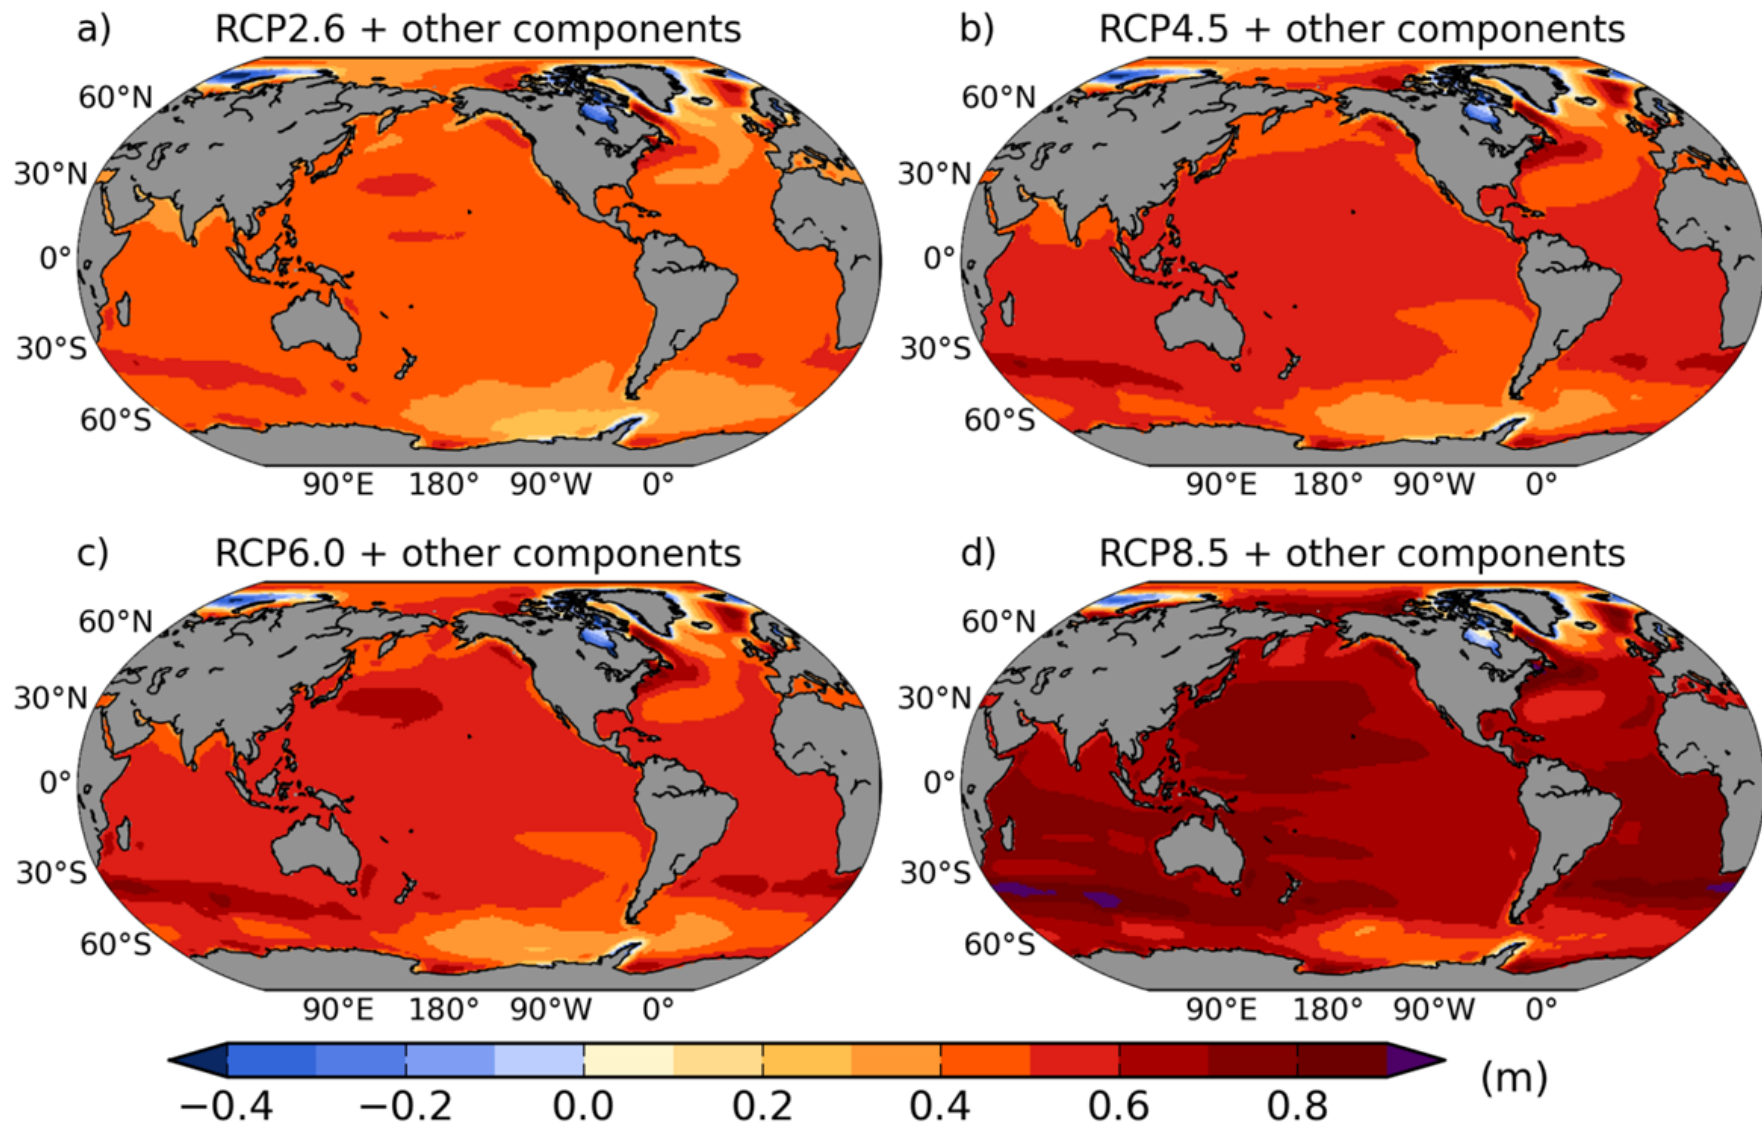 a) RCP2.6 + other components
b) RCP4.5 + other components
60°N
30°N
0°
30°S
60°S
90°E 180° 90°W 0°
60°N
30°N
0°
30°S
60°S
90°E 180° 90°W 0°
c) RCP6.0 + other components
d) RCP8.5 + other components
60°N
30°N
0°
30°S
60°S
90°E 180° 90°W 0°
60°N
30°N
0°
30°S
60°S
90°E 180° 90°W 0°
−0.4 −0.2 0.0 0.2 0.4 0.6 0.8
(m)